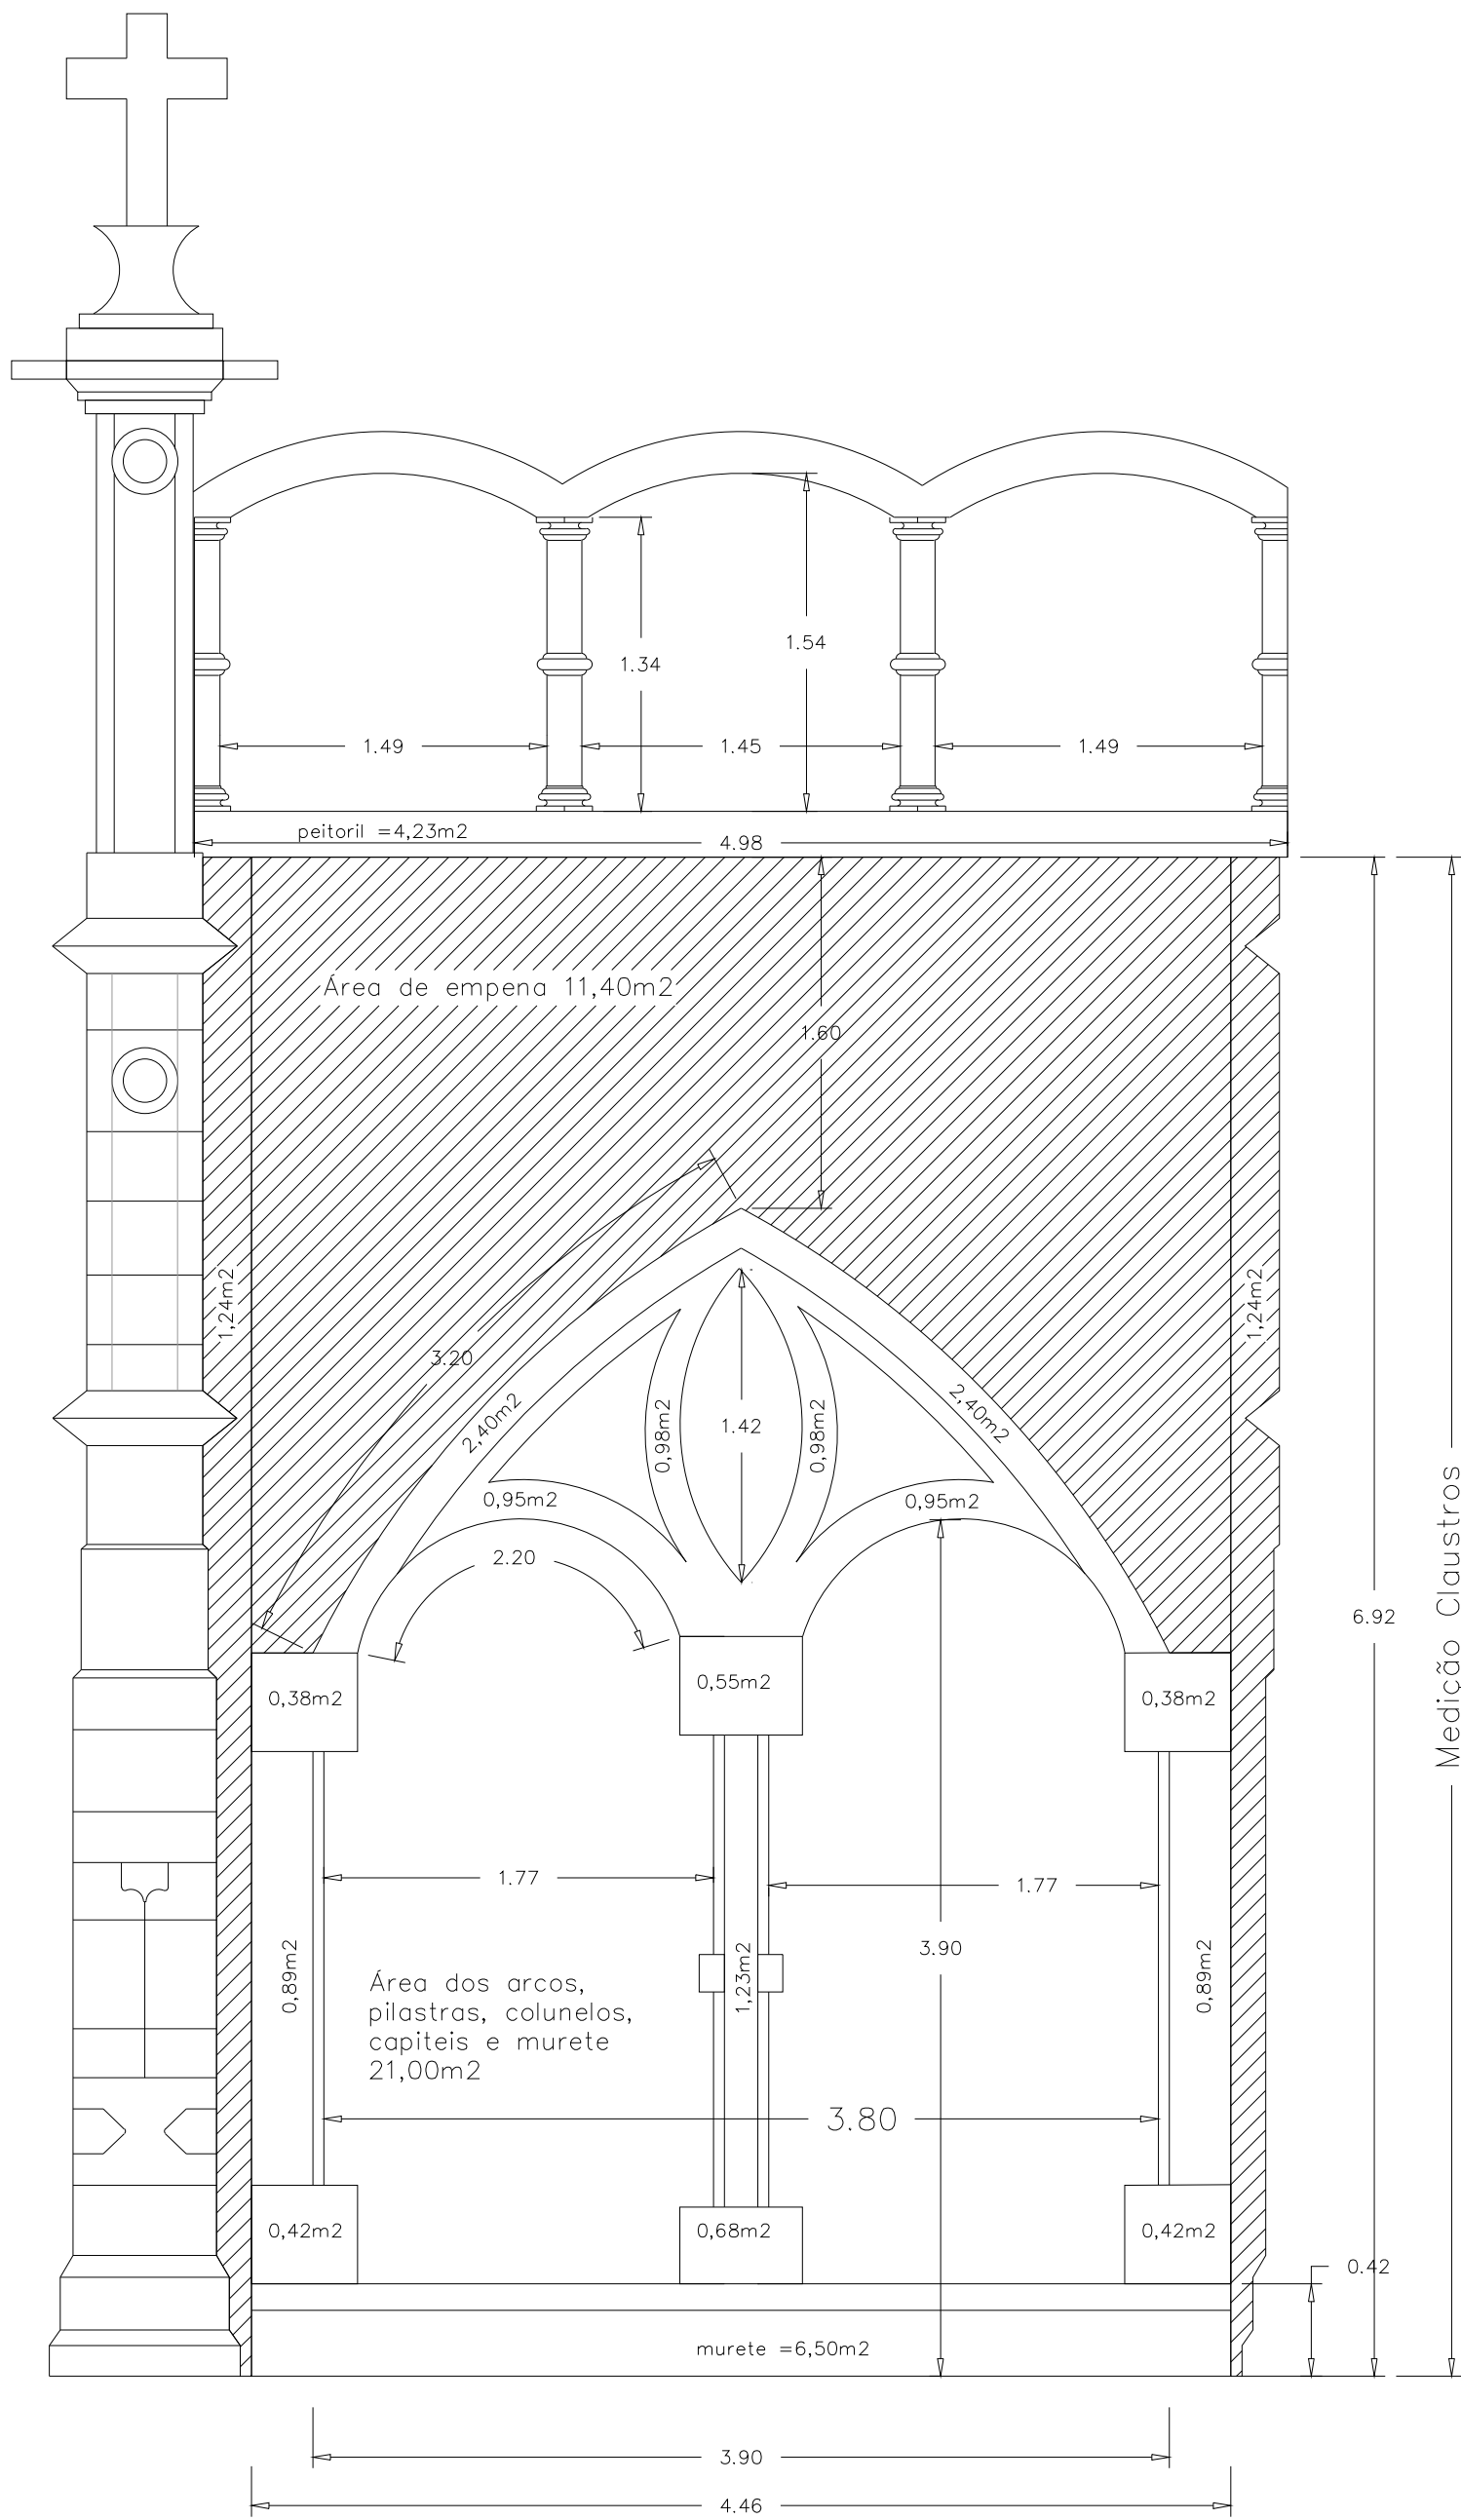 1.34
1.54
1.49
1.45
1.49
peitoril =4,23m2
4.98
Área de empena 11,40m2
1.60
1,24m2
1,24m2
3.20
2,40m2
2,40m2
0,98m2
1.42
0,98m2
0,95m2
0,95m2
2.20
6.92
Medição Claustros
0,38m2
0,55m2
0,38m2
1.77
1.77
3.90
0,89m2
1,23m2
0,89m2
Área dos arcos,
pilastras, colunelos,
capiteis e murete
21,00m2
3.80
0,42m2
0,68m2
0,42m2
0.42
murete =6,50m2
3.90
4.46